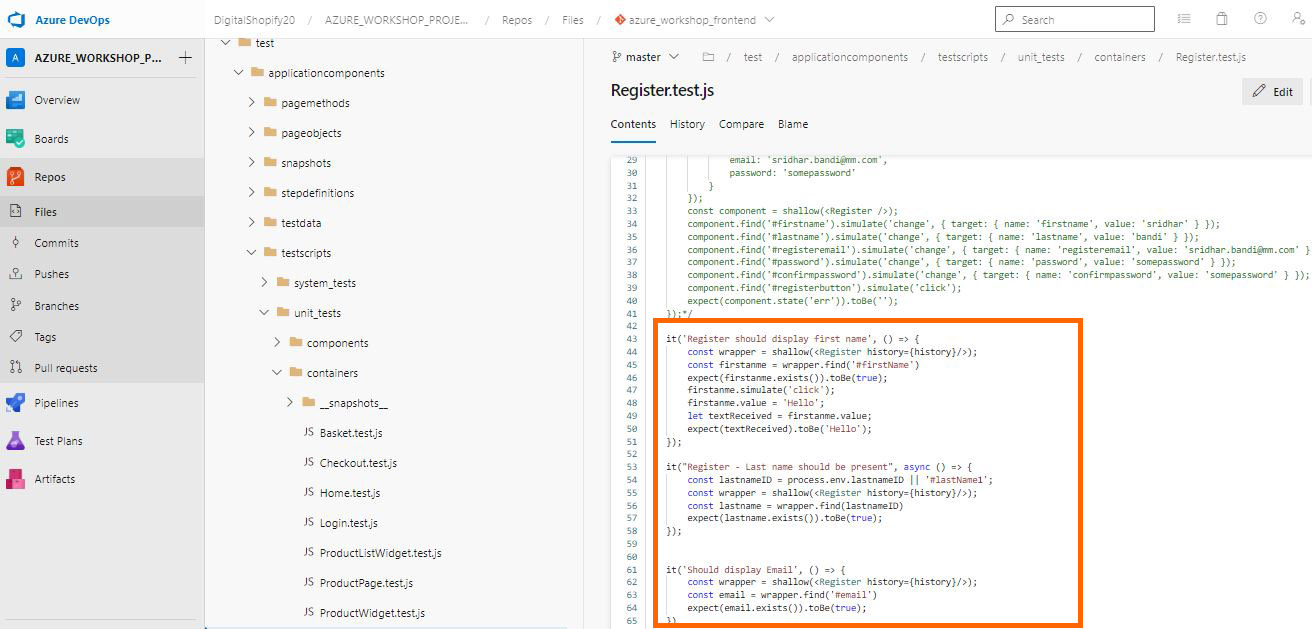 Azure DevOps
DigitalShopify20 / AZURE_WORKSHOP_PROJE... / Repos / Files / azure_workshop_frontend
Search
A AZURE_WORKSHOP_P... +
Overview
Boards
Repos
Files
Commits
Pushes
Branches
Tags
Pull requests
Pipelines
Test Plans
Artifacts
test
applicationcomponents
pagemethods
pageobjects
snapshots
stepdefinitions
testdata
testscripts
system_tests
unit_tests
components
containers
__snapshots__
JS Basket.test.js
JS Checkout.test.js
JS Home.test.js
JS Login.test.js
JS ProductListWidget.test.js
JS ProductPage.test.js
JS ProductWidget.test.js
master / test / applicationcomponents / testscripts / unit_tests / containers / Register.test.js
Register.test.js
Edit
Contents History Compare Blame
29 email: 'sridhar.bandi@mm.com',
30 password: 'somepassword'
31 }
32 });
33 const component = shallow(<Register />);
34 component.find('#firstname').simulate('change', { target: { name: 'firstname', value: 'sridhar' } });
35 component.find('#lastname').simulate('change', { target: { name: 'lastname', value: 'bandi' } });
36 component.find('#registeremail').simulate('change', { target: { name: 'registeremail', value: 'sridhar.bandi@mm.com' }
37 component.find('#password').simulate('change', { target: { name: 'password', value: 'somepassword' } });
38 component.find('#confirmpassword').simulate('change', { target: { name: 'confirmpassword', value: 'somepassword' } });
39 component.find('#registerbutton').simulate('click');
40 expect(component.state('err')).toBe('');
41 });*/
42
43 it('Register should display first name', () => {
44 const wrapper = shallow(<Register history={history}/>);
45 const firstname = wrapper.find('#firstName')
46 expect(firstanme.exists()).toBe(true);
47 firstanme.simulate('click');
48 firstanme.value = 'Hello';
49 let textReceived = firstanme.value;
50 expect(textReceived).toBe('Hello');
51 });
52
53 it("Register - Last name should be present", async () => {
54 const lastnameID = process.env.lastnameID || '#lastName1';
55 const wrapper = shallow(<Register history={history}/>);
56 const lastname = wrapper.find(lastnameID)
57 expect(lastname.exists()).toBe(true);
58 });
59
60
61 it('Should display Email', () => {
62 const wrapper = shallow(<Register history={history}/>);
63 const email = wrapper.find('#email')
64 expect(email.exists()).toBe(true);
65 })